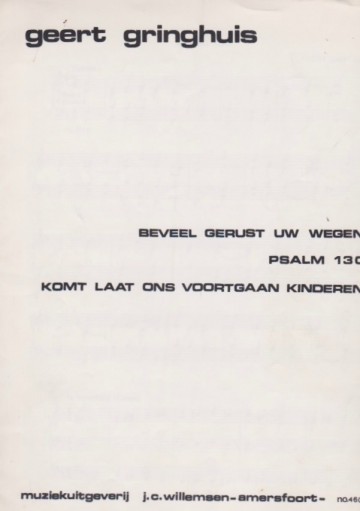 geert gringhuis
BEVEEL GERUST UW WEGEN
PSALM 130
KOMT LAAT ONS VOORTGAAN KINDEREN
muziekuitgeverij j.c.willemsen-amersfoort-